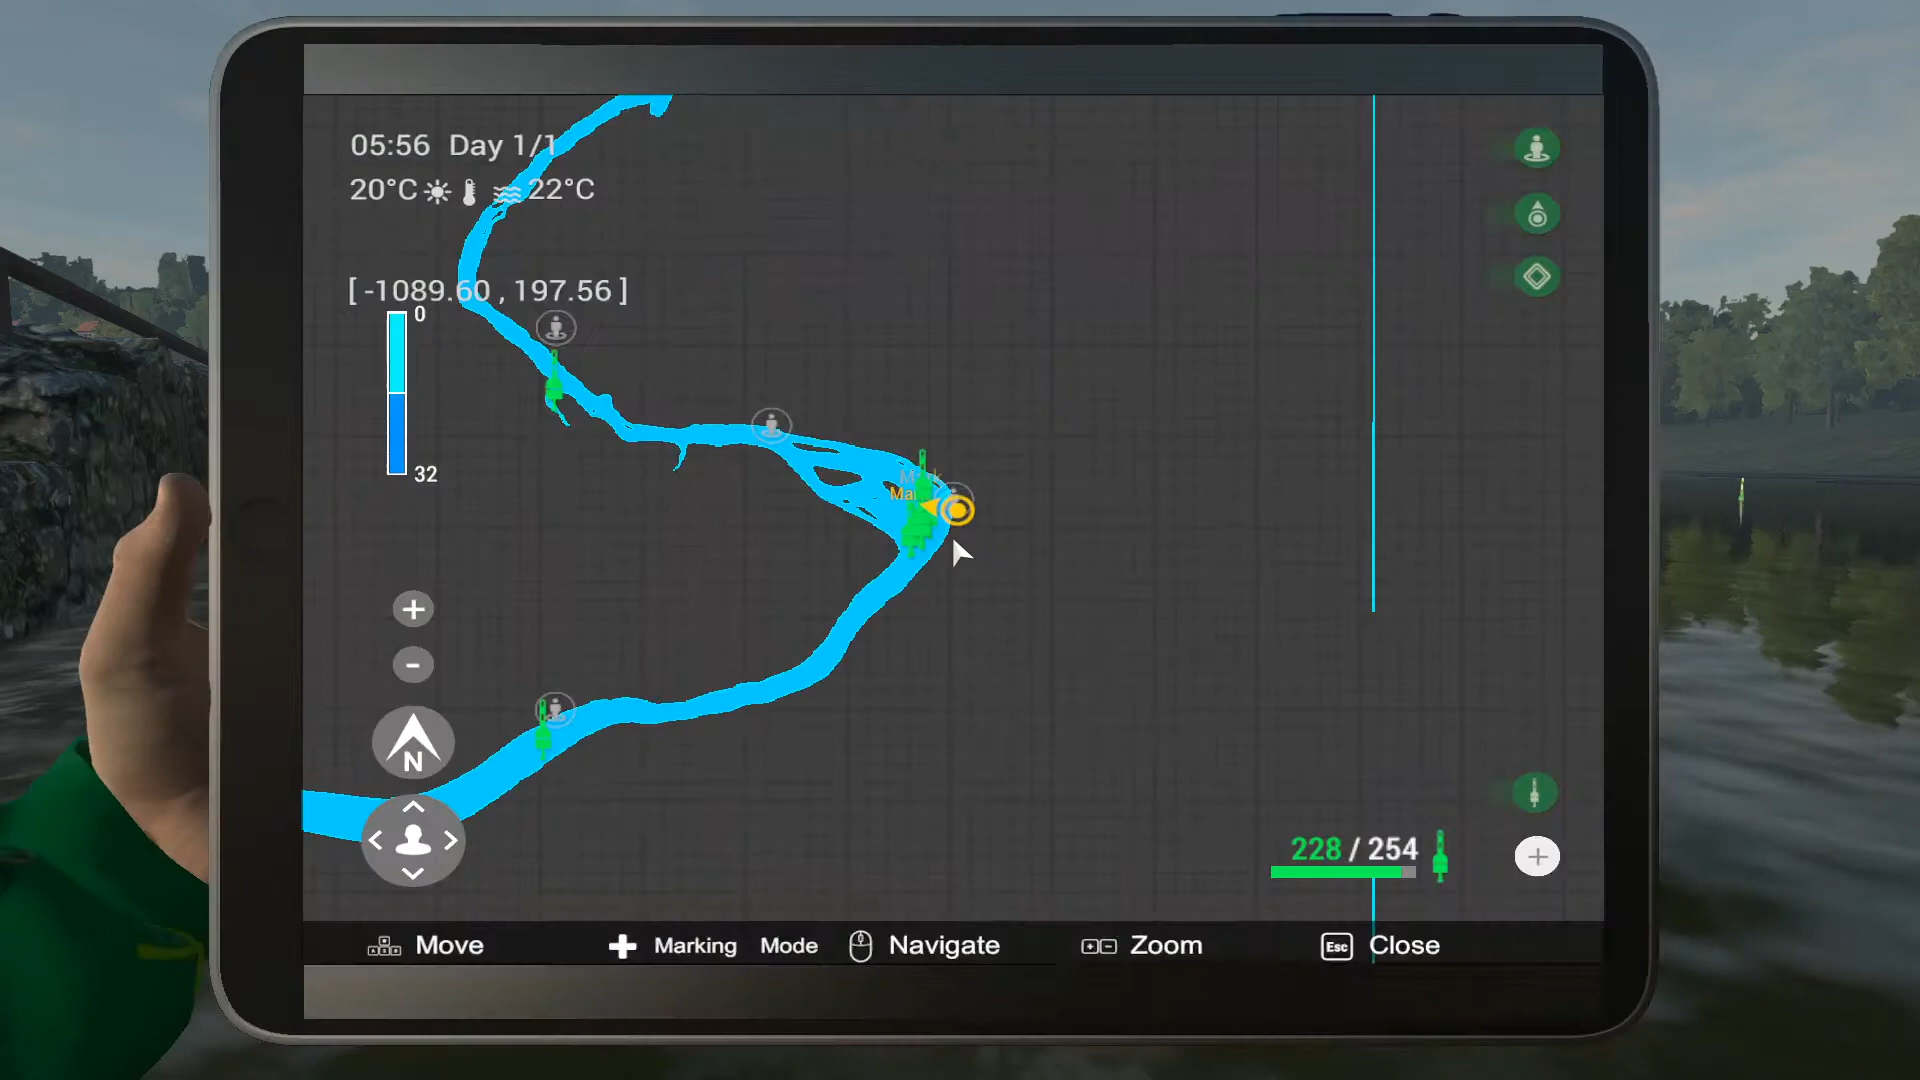 05:56 Day 1/1
20°C 22°C
[ -1089.60 , 197.56 ]
0
32
Mark
+
-
N
228 / 254
+
Move
Marking Mode
Navigate
Zoom
Esc Close